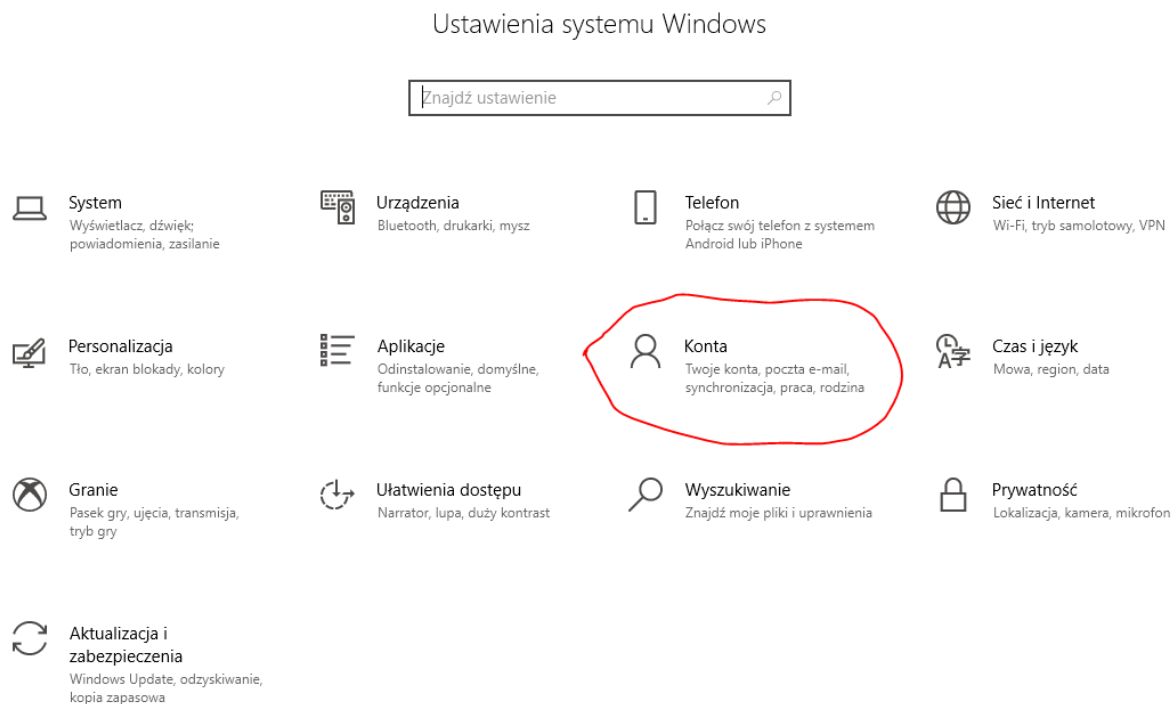 Ustawienia systemu Windows
Znajdź ustawienie
System
Wyświetlacz, dźwięk;
powiadomienia, zasilanie
Urządzenia
Bluetooth, drukarki, mysz
Telefon
Połącz swój telefon z systemem
Android lub iPhone
Sieć i Internet
Wi-Fi, tryb samolotowy, VPN
Personalizacja
Tło, ekran blokady, kolory
Aplikacje
Odinstalowanie, domyślne,
funkcje opcjonalne
Konta
Twoje konta, poczta e-mail,
synchronizacja, praca, rodzina
Czas i język
Mowa, region, data
Granie
Pasek gry, ujęcia, transmisja,
tryb gry
Ułatwienia dostępu
Narrator, lupa, duży kontrast
Wyszukiwanie
Znajdź moje pliki i uprawnienia
Prywatność
Lokalizacja, kamera, mikrofon
Aktualizacja i
zabezpieczenia
Windows Update, odzyskiwanie,
kopia zapasowa